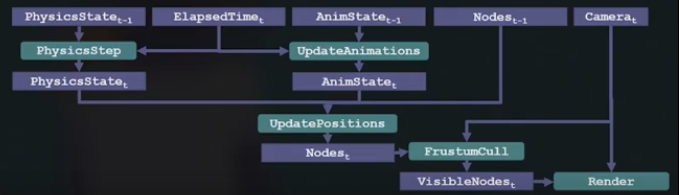 PhysicsStatet-1 ElapsedTimet AnimStatet-1 Nodest-1 Camerat
PhysicsStep UpdateAnimations
PhysicsStatet AnimStatet
UpdatePositions
Nodest FrustumCull
VisibleNodest Render